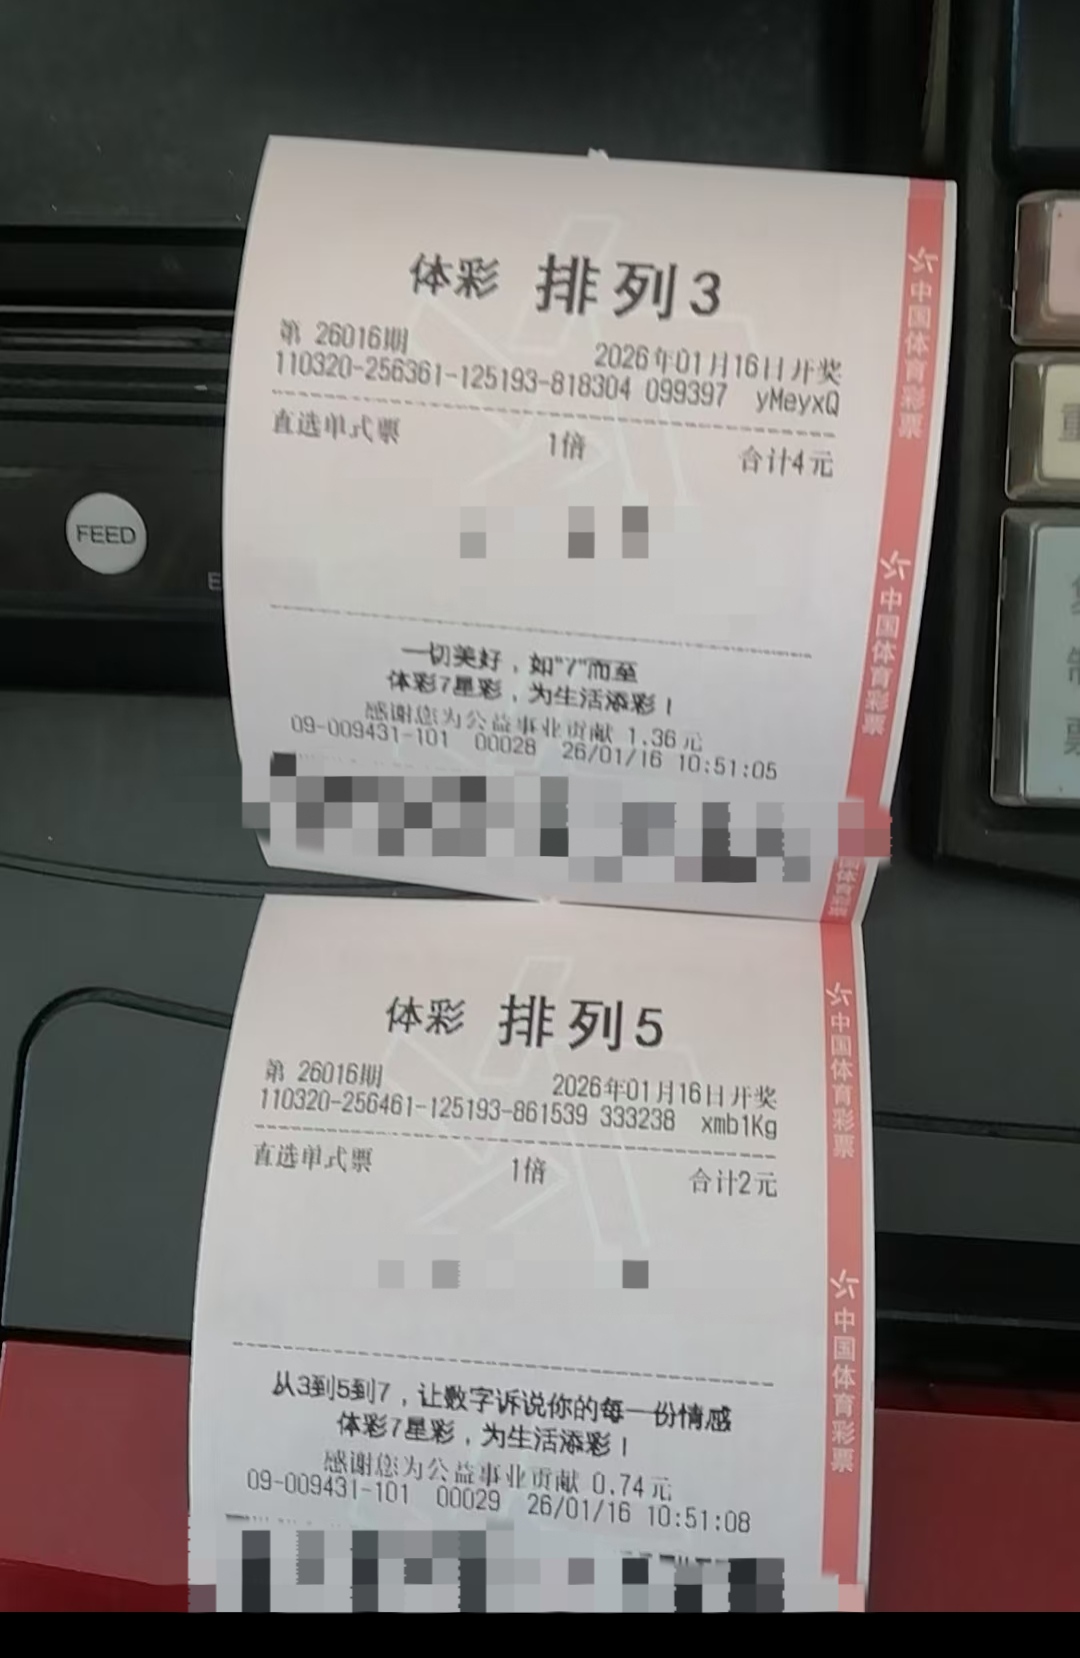 体彩 排列3
第 26016期 2026年01月16日开奖
110320-256361-125193-818304 099397 yMeyxQ
直选单式票 1倍 合计4元
一切美好，如"7"而至
体彩7星彩，为生活添彩！
感谢您为公益事业贡献 1.36元
09-009431-101 00028 26/01/16 10:51:05
中国体育彩票
中国体育彩票
国体育彩票
体彩 排列5
第 26016期 2026年01月16日开奖
110320-256461-125193-861539 333238 xmb1Kg
直选单式票 1倍 合计2元
从3到5到7，让数字诉说你的每一份情感
体彩7星彩，为生活添彩！
感谢您为公益事业贡献 0.74元
09-009431-101 00029 26/01/16 10:51:08
中国体育彩票
中国体育彩票
FEED